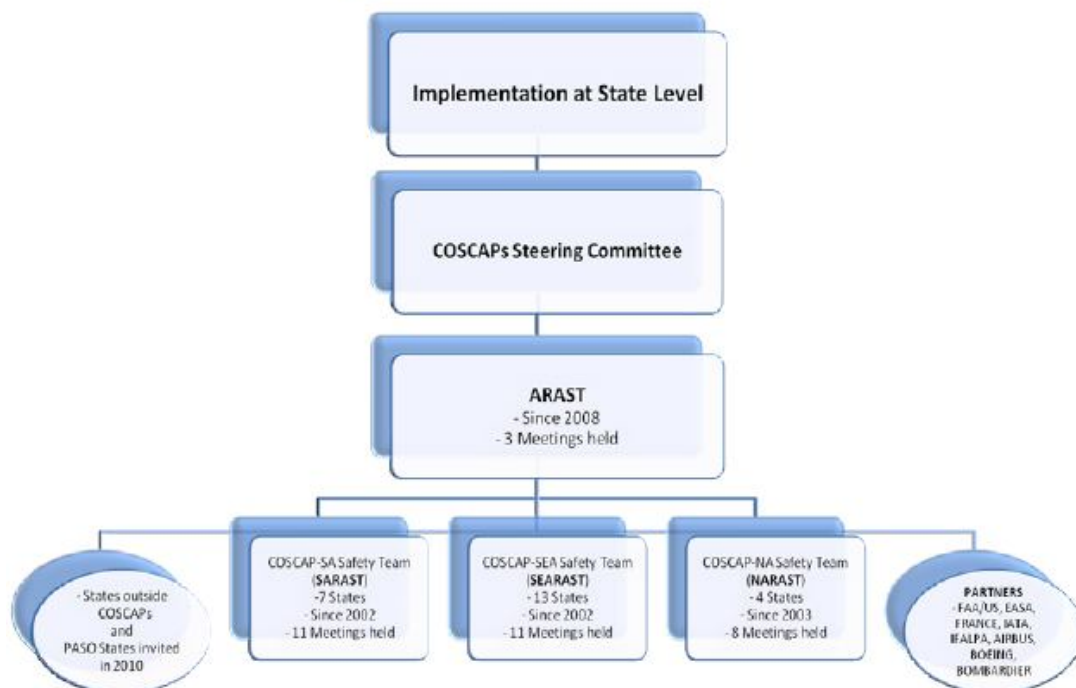 Implementation at State Level
COSCAPs Steering Committee
ARAST
- Since 2008
- 3 Meetings held
- States outside
COSCAPs
and
PASO States invited
in 2010
COSCAP-SA Safety Team
(SARAST)
-7 States
- Since 2002
- 11 Meetings held
COSCAP-SEA Safety Team
(SEARAST)
- 13 States
- Since 2002
- 11 Meetings held
COSCAP-NA Safety Team
(NARAST)
- 4 States
- Since 2003
- 8 Meetings held
PARTNERS
- FAA/US, EASA,
FRANCE, IATA,
IFALPA, AIRBUS,
BOEING,
BOMBARDIER